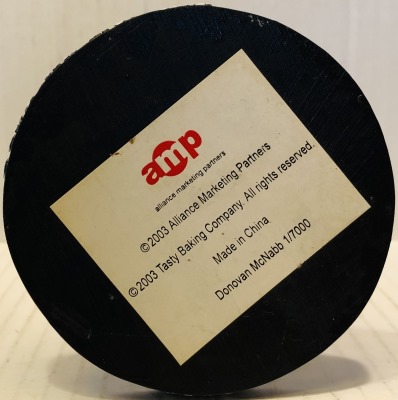 amp
alliance marketing partners
©2003 Alliance Marketing Partners
©2003 Tasty Baking Company. All rights reserved.
Made in China
Donovan McNabb 1/7000